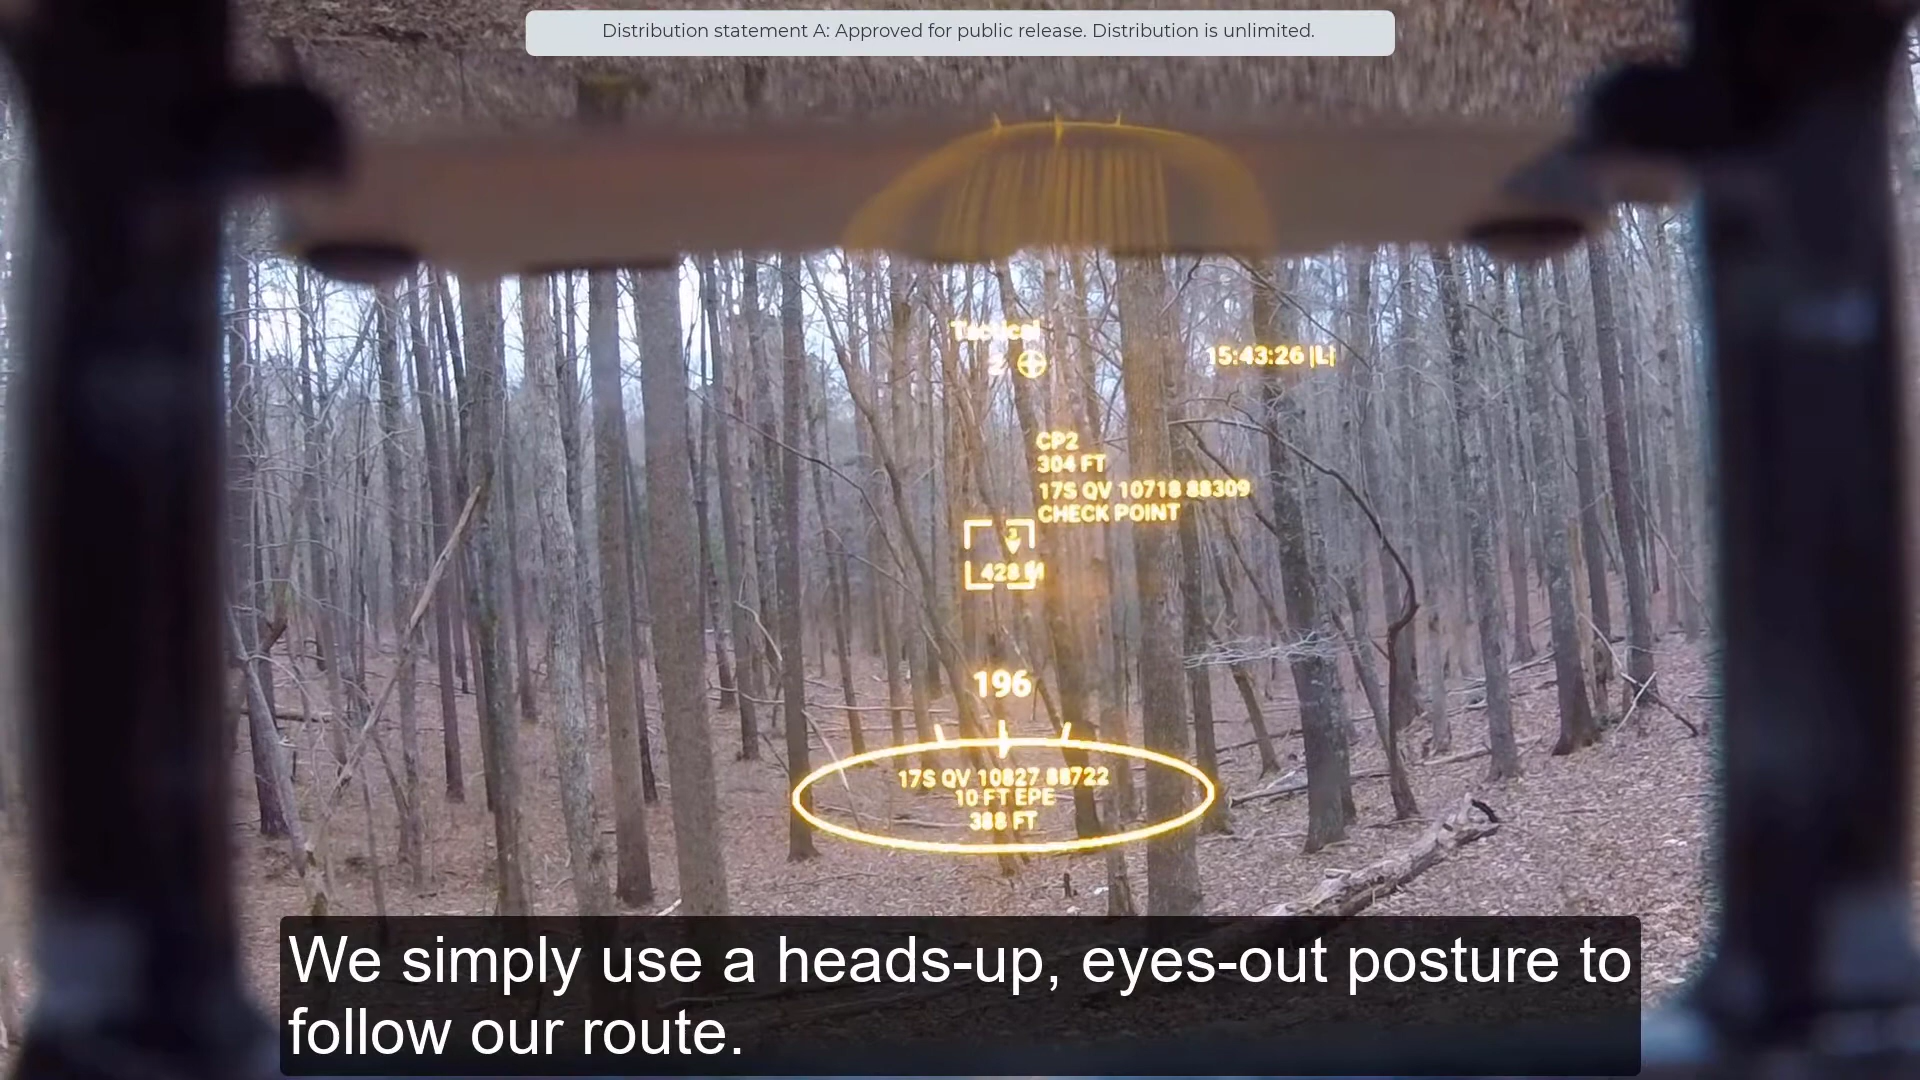 Distribution statement A: Approved for public release. Distribution is unlimited.
Tactical
2
15:43:26 |L|
CP2
304 FT
17S QV 10718 88309
CHECK POINT
428 M
196
17S QV 10827 88722
10 FT EPE
388 FT
We simply use a heads-up, eyes-out posture to
follow our route.